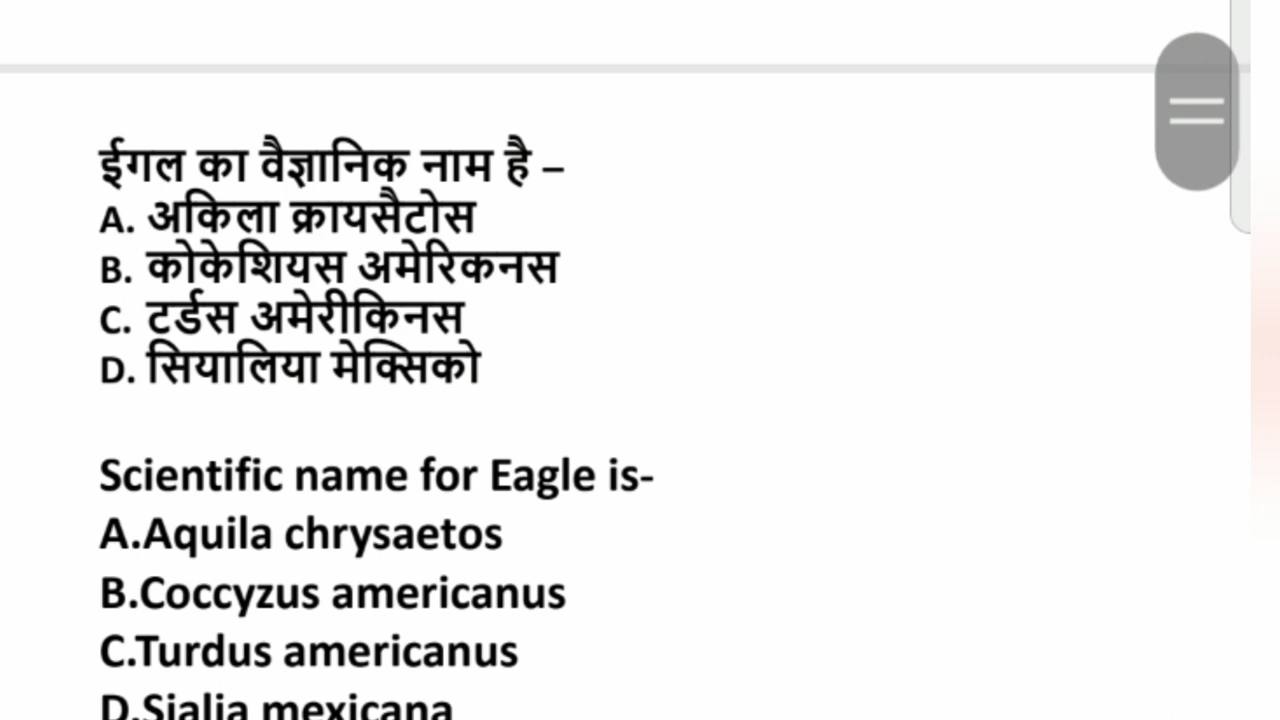 ईगल का वैज्ञानिक नाम है –
A. अकिला क्रायसैटोस
B. कोकेशियस अमेरिकनस
C. टर्डस अमेरीकिनस
D. सियालिया मेक्सिको
Scientific name for Eagle is-
A.Aquila chrysaetos
B.Coccyzus americanus
C.Turdus americanus
D.Sialia mexicana